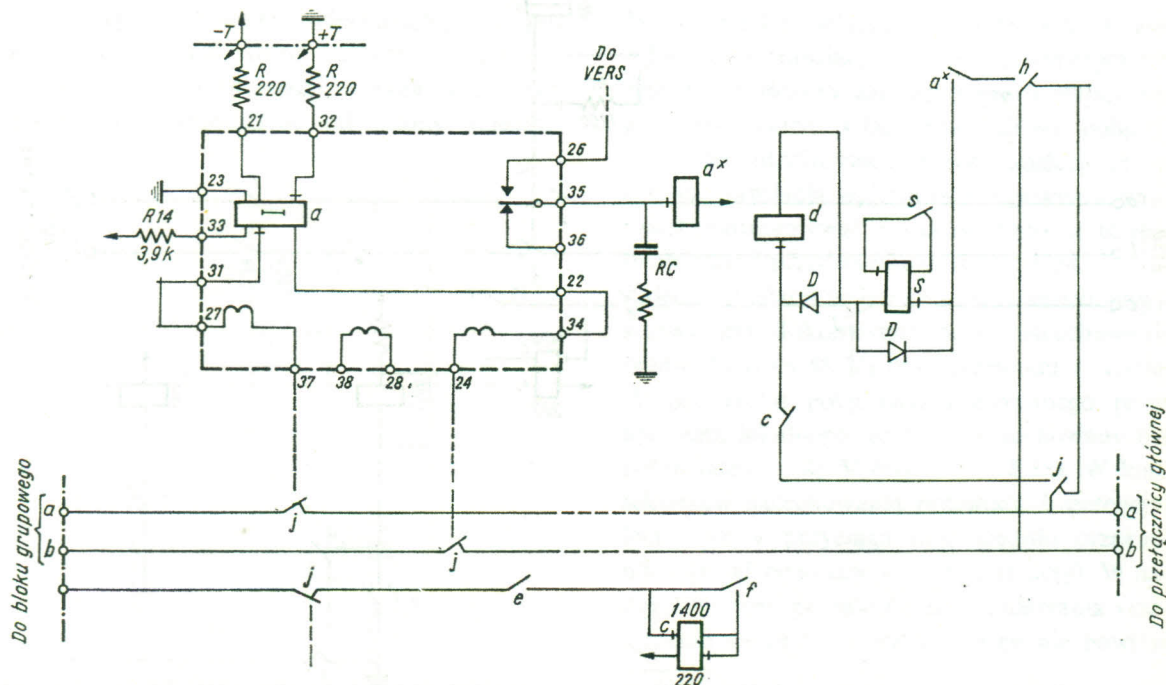 -T
+T
R
220
R
220
DO
VERS
21
32
26
23
35
a
a×
R14
33
3,9k
36
RC
31
22
27
34
37
38
28
24
a×
h
d
s
S
D
D
c
j
Do bloku grupowego
a
b
j
j
j
e
f
c
1400
220
a
b
Do przełącznicy głównej